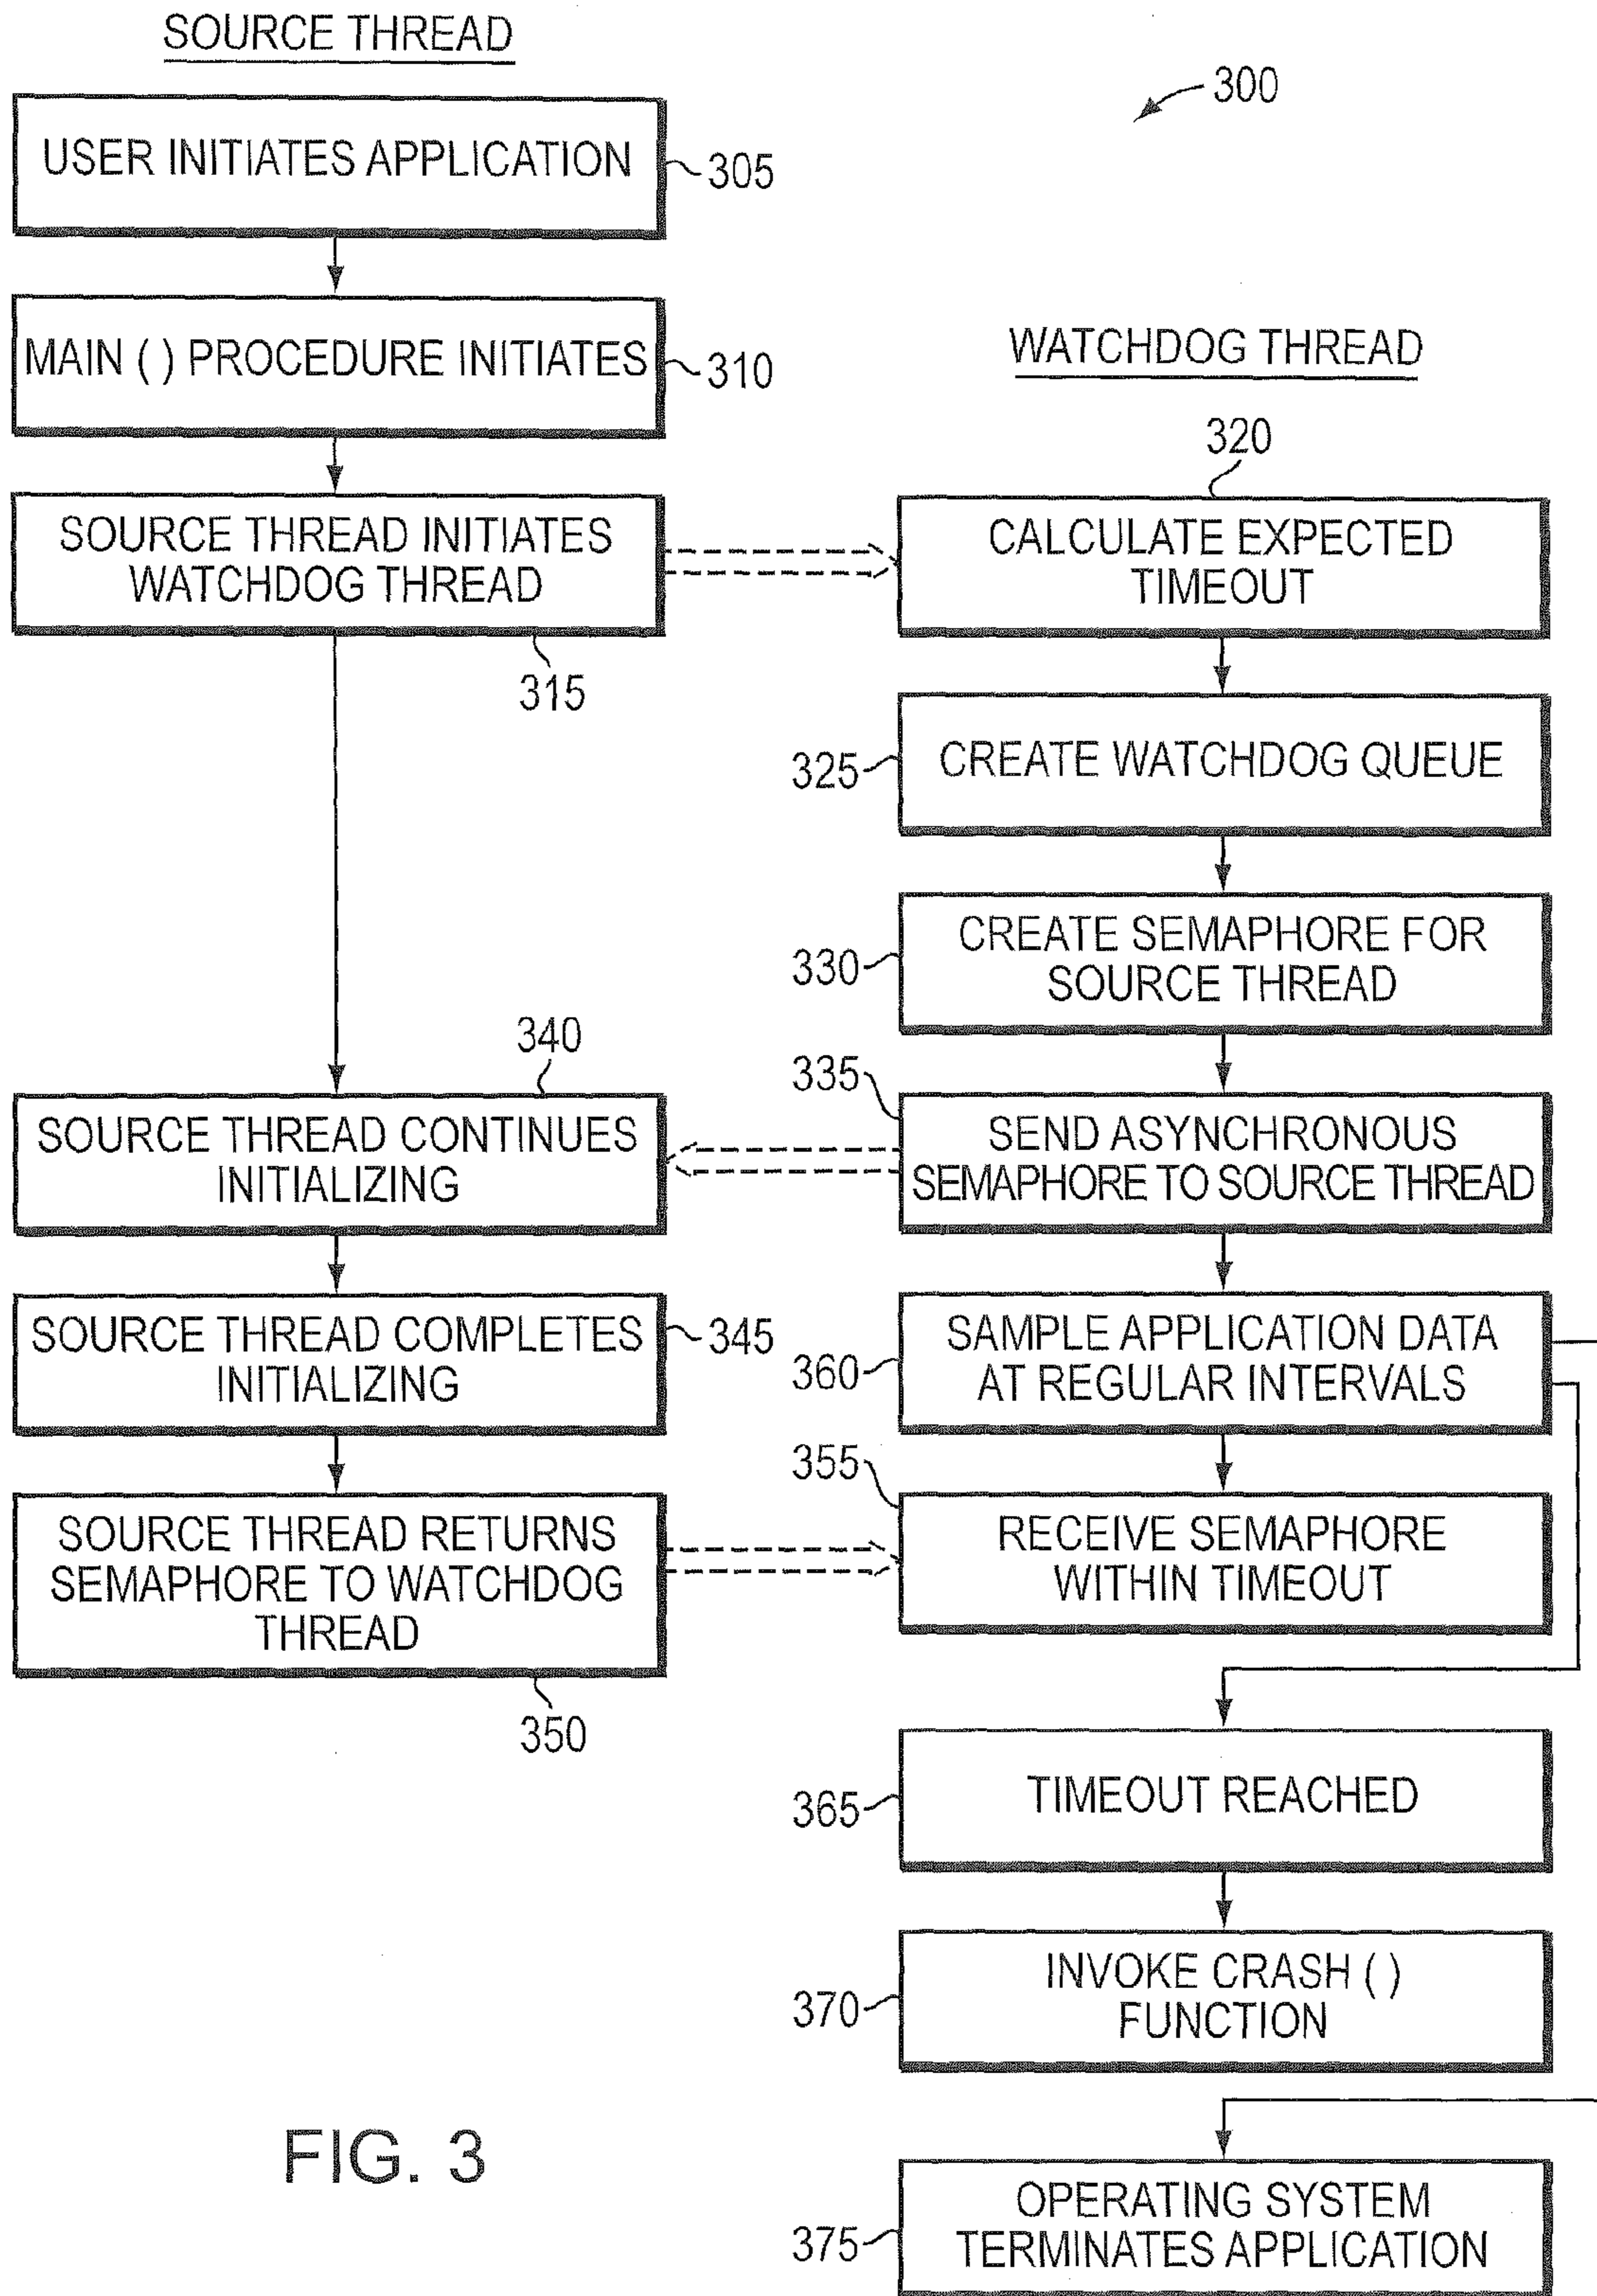 SOURCE THREAD
300
USER INITIATES APPLICATION
305
MAIN ( ) PROCEDURE INITIATES
310
WATCHDOG THREAD
320
SOURCE THREAD INITIATES
WATCHDOG THREAD
315
CALCULATE EXPECTED
TIMEOUT
325
CREATE WATCHDOG QUEUE
330
CREATE SEMAPHORE FOR
SOURCE THREAD
340
335
SOURCE THREAD CONTINUES
INITIALIZING
SEND ASYNCHRONOUS
SEMAPHORE TO SOURCE THREAD
SOURCE THREAD COMPLETES
INITIALIZING
345
360
SAMPLE APPLICATION DATA
AT REGULAR INTERVALS
355
SOURCE THREAD RETURNS
SEMAPHORE TO WATCHDOG
THREAD
350
RECEIVE SEMAPHORE
WITHIN TIMEOUT
365
TIMEOUT REACHED
370
INVOKE CRASH ( )
FUNCTION
FIG. 3
375
OPERATING SYSTEM
TERMINATES APPLICATION